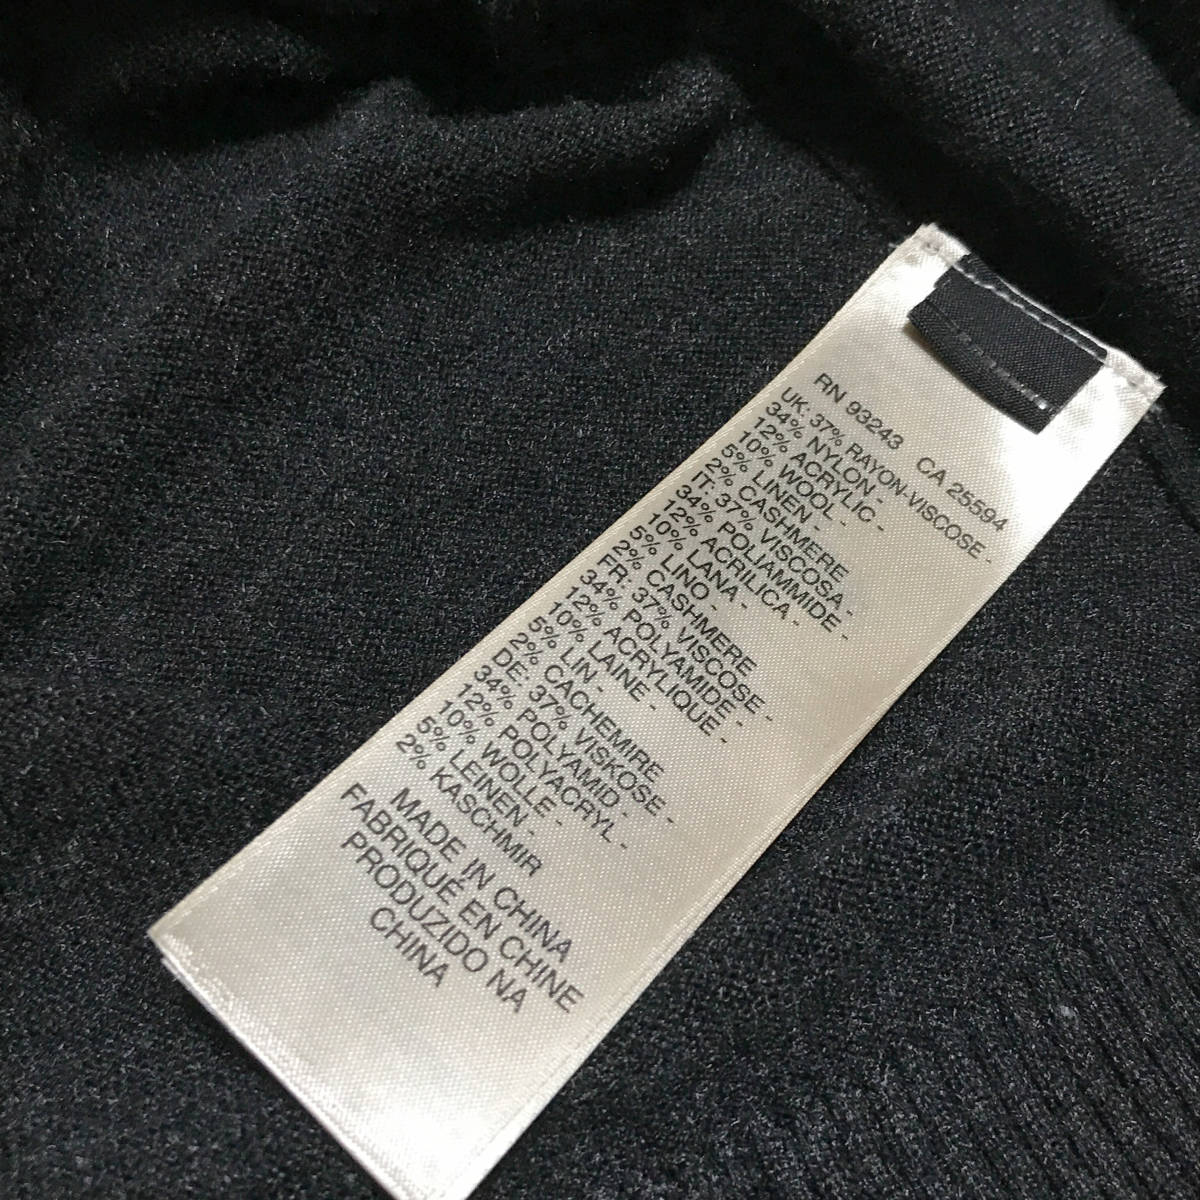 RN 93243 CA 25594
UK: 37% RAYON-VISCOSE -
34% NYLON -
12% ACRYLIC -
10% WOOL -
5% LINEN -
2% CASHMERE
IT: 37% VISCOSA -
34% POLIAMMIDE -
12% ACRILICA -
10% LANA -
5% LINO -
2% CASHMERE
FR: 37% VISCOSE -
34% POLYAMIDE -
12% ACRYLIQUE -
10% LAINE -
5% LIN -
2% CACHEMIRE
DE: 37% VISKOSE -
34% POLYAMID -
12% POLYACRYL -
10% WOLLE -
5% LEINEN -
2% KASCHMIR
MADE IN CHINA
FABRIQUÉ EN CHINE
PRODUZIDO NA
CHINA